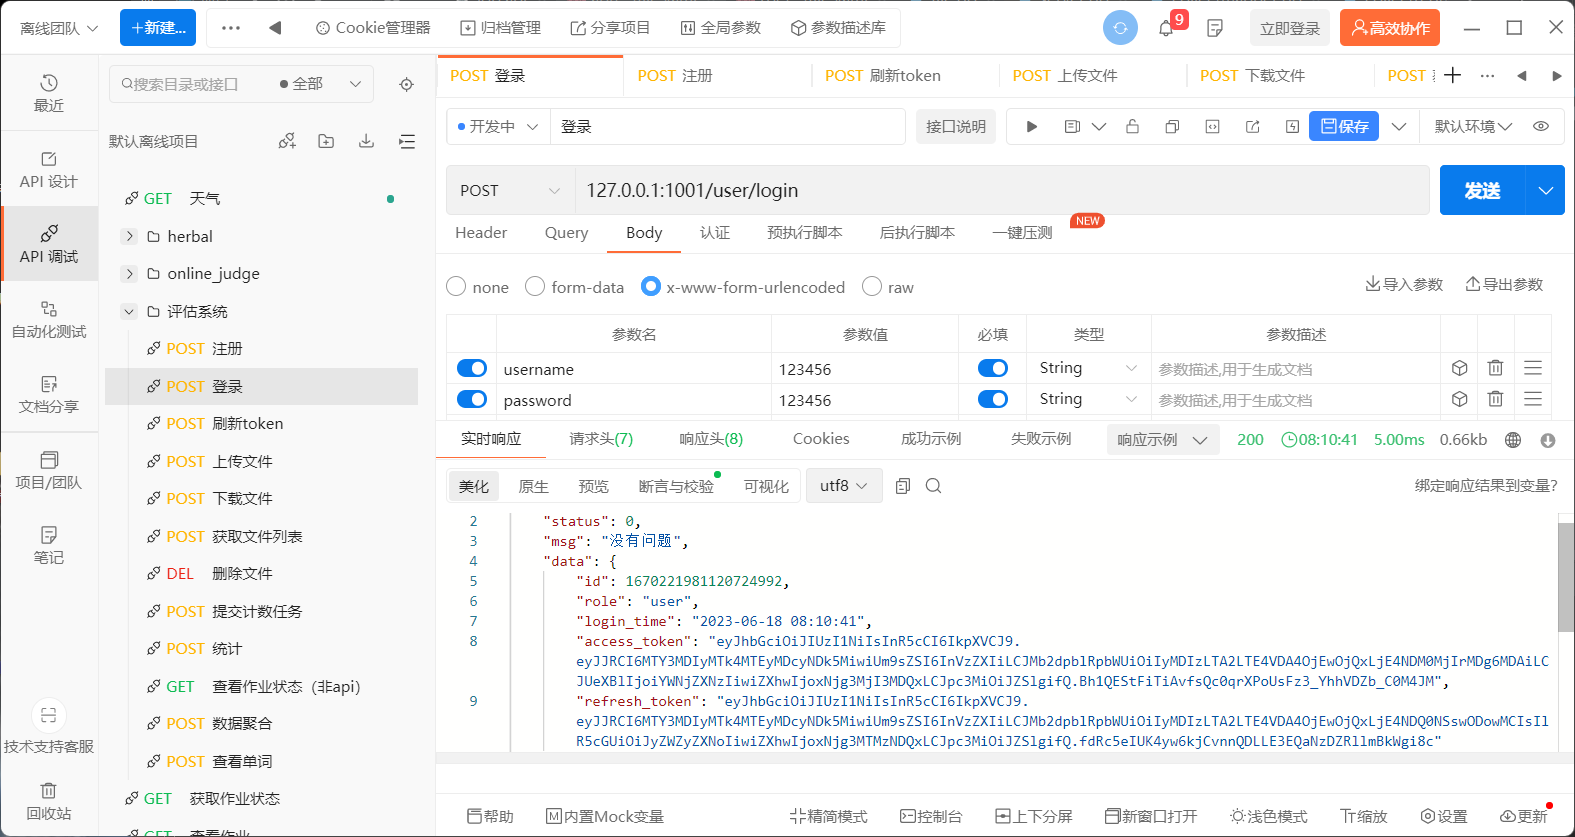 离线团队
+新建...
Cookie管理器
归档管理
分享项目
全局参数
参数描述库
9
立即登录
高效协作
最近
API 设计
API 调试
自动化测试
文档分享
项目/团队
笔记
技术支持客服
回收站
搜索目录或接口
全部
默认离线项目
GET 天气
herbal
online_judge
评估系统
POST 注册
POST 登录
POST 刷新token
POST 上传文件
POST 下载文件
POST 获取文件列表
DEL 删除文件
POST 提交计数任务
POST 统计
GET 查看作业状态（非api）
POST 数据聚合
POST 查看单词
GET 获取作业状态
GET 查看作业
POST 登录
POST 注册
POST 刷新token
POST 上传文件
POST 下载文件
POST
开发中
登录
接口说明
保存
默认环境
POST
127.0.0.1:1001/user/login
发送
Header
Query
Body
认证
预执行脚本
后执行脚本
一键压测
NEW
none
form-data
x-www-form-urlencoded
raw
导入参数
导出参数
参数名 参数值 必填 类型 参数描述
username 123456 String 参数描述,用于生成文档
password 123456 String 参数描述,用于生成文档
实时响应
请求头(7)
响应头(8)
Cookies
成功示例
失败示例
响应示例
200
08:10:41
5.00ms
0.66kb
美化
原生
预览
断言与校验
可视化
utf8
绑定响应结果到变量?
2 "status": 0,
3 "msg": "没有问题",
4 "data": {
5 "id": 1670221981120724992,
6 "role": "user",
7 "login_time": "2023-06-18 08:10:41",
8 "access_token": "eyJhbGciOiJIUzI1NiIsInR5cCI6IkpXVCJ9.
eyJJRCI6MTY3MDIyMTk4MTEyMDcyNDk5MiwiUm9sZSI6InVzZXIiLCJMb2dpblRpbWUiOiIyMDIzLTA2LTE4VDA4OjEwOjQxLjE4NDM0MjIrMDg6MDAiLC
JUeXBlIjoiYWNjZXNzIiwiZXhwIjoxNjg3MjI3MDQxLCJpc3MiOiJZSlgifQ.Bh1QEStFiTiAvfsQc0qrXPoUsFz3_YhhVDZb_C0M4JM",
9 "refresh_token": "eyJhbGciOiJIUzI1NiIsInR5cCI6IkpXVCJ9.
eyJJRCI6MTY3MDIyMTk4MTEyMDcyNDk5MiwiUm9sZSI6InVzZXIiLCJMb2dpblRpbWUiOiIyMDIzLTA2LTE4VDA4OjEwOjQxLjE4NDQ0NSswODowMCIsIl
R5cGUiOiJyZWZyZXNoIiwiZXhwIjoxNjg3MTMzNDQxLCJpc3MiOiJZSlgifQ.fdRc5eIUK4yw6kjCvnnQDLLE3EQaNzDZRllmBkWgi8c"
帮助
内置Mock变量
精简模式
控制台
上下分屏
新窗口打开
浅色模式
缩放
设置
更新